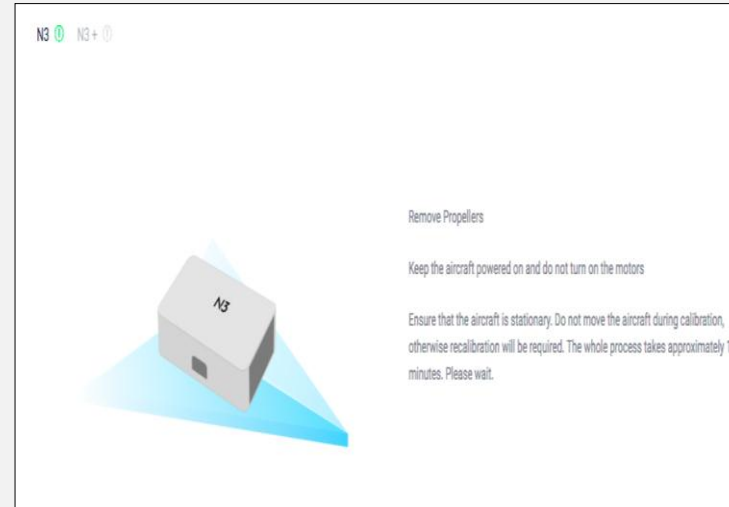 N3 N3 +
N3
Remove Propellers
Keep the aircraft powered on and do not turn on the motors
Ensure that the aircraft is stationary. Do not move the aircraft during calibration,
otherwise recalibration will be required. The whole process takes approximately
minutes. Please wait.